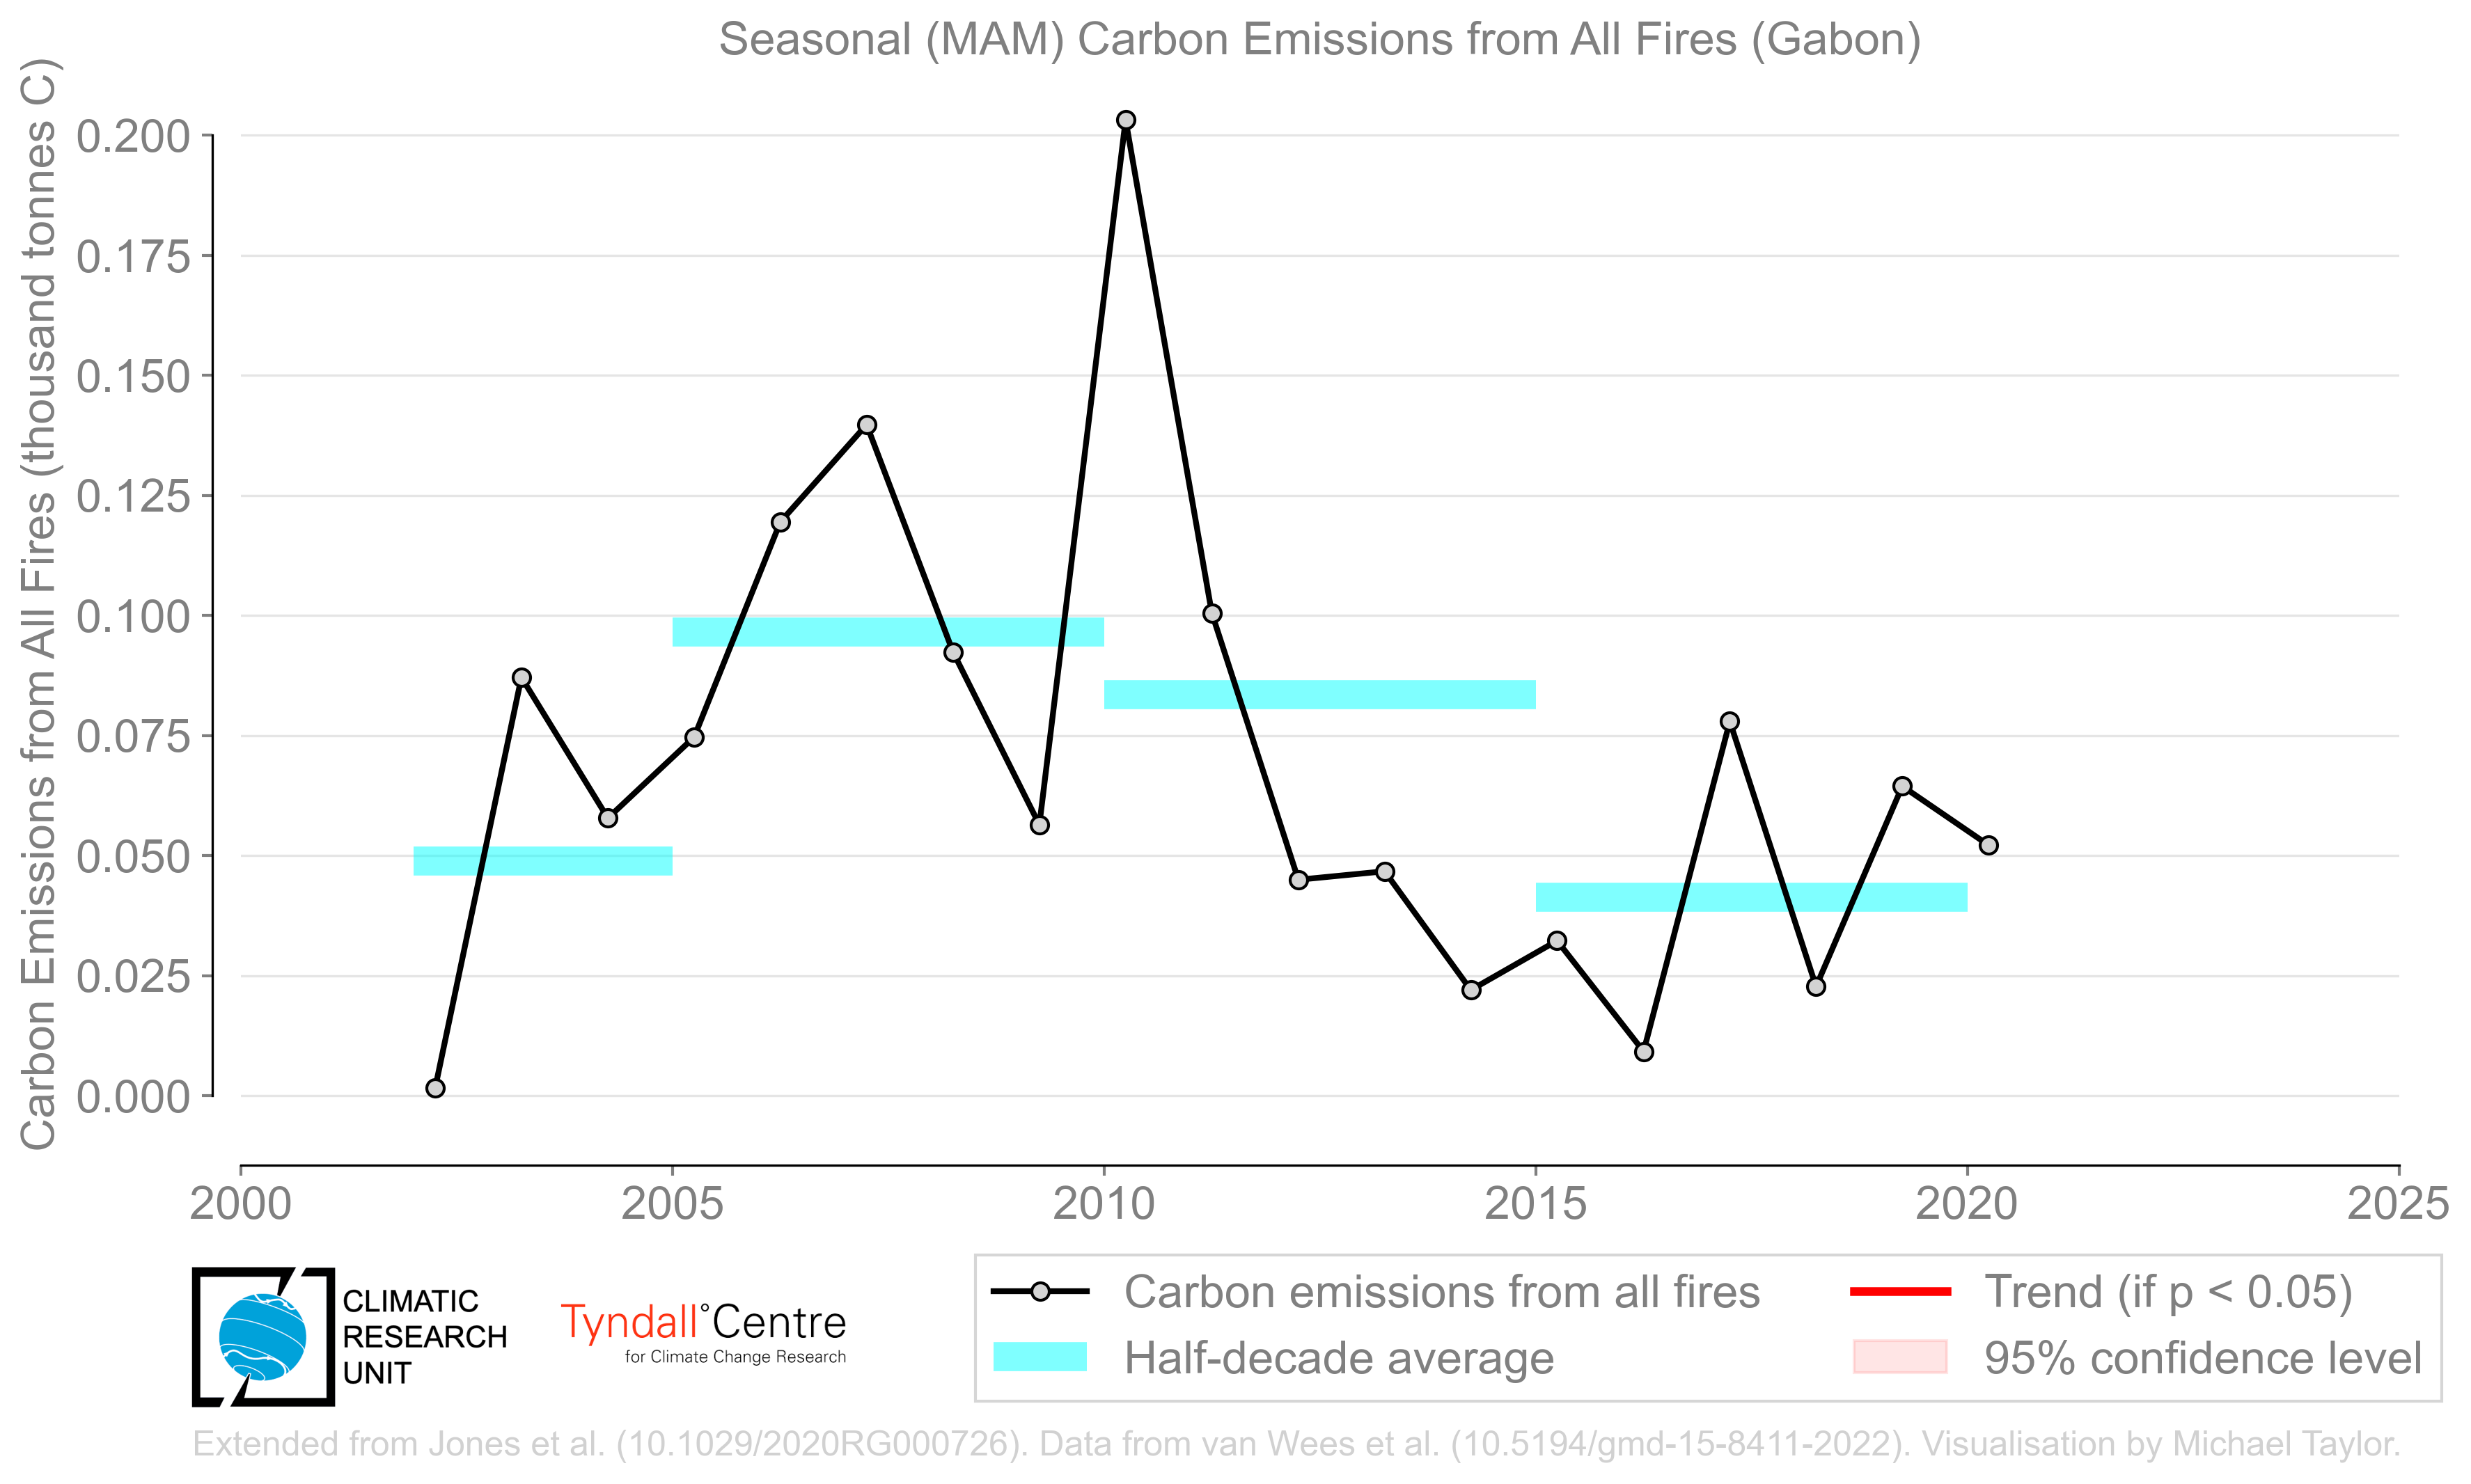 Seasonal (MAM) Carbon Emissions from All Fires (Gabon)
Carbon Emissions from All Fires (thousand tonnes C)
0.200
0.175
0.150
0.125
0.100
0.075
0.050
0.025
0.000
2000 2005 2010 2015 2020 2025
CLIMATIC
RESEARCH
UNIT
Tyndall°Centre
for Climate Change Research
Carbon emissions from all fires
Half-decade average
Trend (if p < 0.05)
95% confidence level
Extended from Jones et al. (10.1029/2020RG000726). Data from van Wees et al. (10.5194/gmd-15-8411-2022). Visualisation by Michael Taylor.